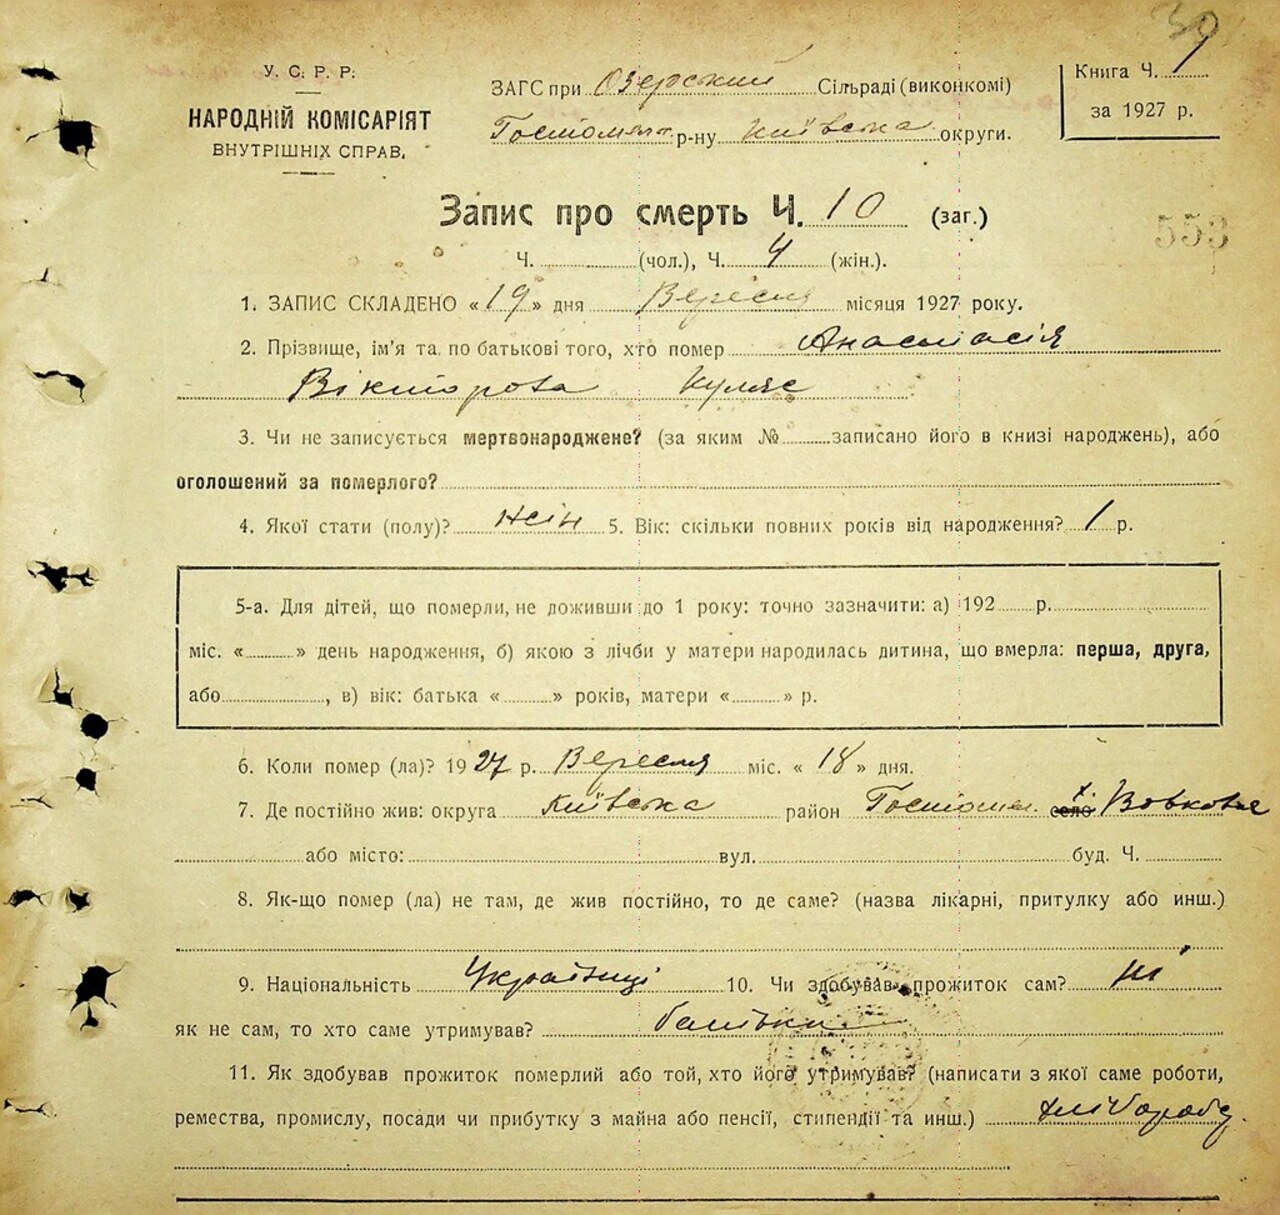 30
У. С. Р. Р.
НАРОДНІЙ КОМІСАРІЯТ
ВНУТРІШНІХ СПРАВ.
ЗАГС при Озерський Сільраді (виконкомі)
Гостомел. р-ну Київська округи.
Книга Ч. 1
за 1927 р.
Запис про смерть Ч. 10 (заг.)
553
Ч. (чол.), Ч. 4 (жін.).
1. ЗАПИС СКЛАДЕНО «19» дня Вересня місяця 1927 року.
2. Прізвище, ім'я та по батькові того, хто помер Анастасія
Вікторова Куляс
3. Чи не записується мертвонароджене? (за яким № записано його в книзі народжень), або
оголошений за померлого?
4. Якої стати (полу)? жін 5. Вік: скільки повних років від народження? 1 р.
5-а. Для дітей, що померли, не доживши до 1 року: точно зазначити: а) 192 р.
міс. « » день народження, б) якою з лічби у матери народилась дитина, що вмерла: перша, друга,
або , в) вік: батька « » років, матери « » р.
6. Коли помер (ла)? 1927 р. Вересня міс. «18» дня.
7. Де постійно жив: округа Київська район Гостомел. село х. Вовкове
або місто: вул. буд. Ч.
8. Як-що помер (ла) не там, де жив постійно, то де саме? (назва лікарні, притулку або инш.)
9. Національність Українці 10. Чи здобував прожиток сам? ні
як не сам, то хто саме утримував? батьки
11. Як здобував прожиток померлий або той, хто його утримував? (написати з якої саме роботи,
ремества, промислу, посади чи прибутку з майна або пенсії, стипендії та инш.) хлібороб